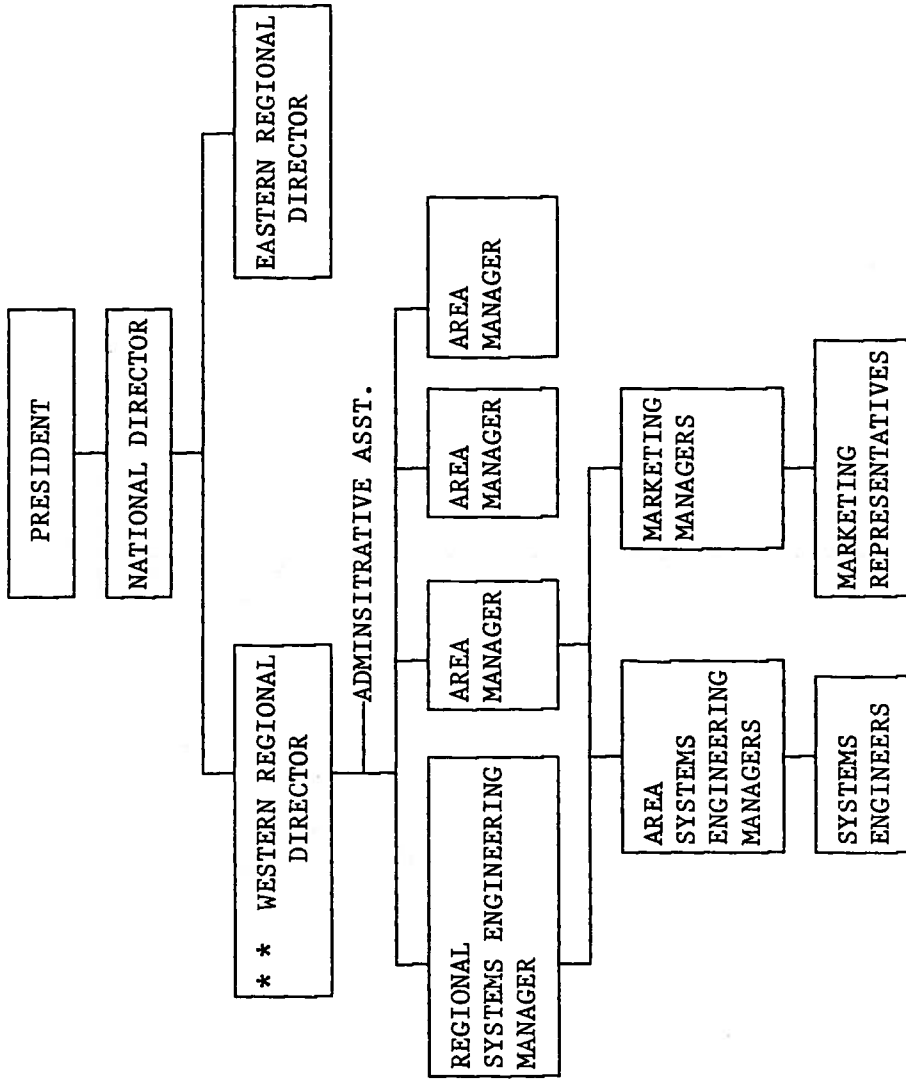 PRESIDENT
NATIONAL DIRECTOR
* * WESTERN REGIONAL
DIRECTOR
EASTERN REGIONAL
DIRECTOR
ADMINSITRATIVE ASST.
REGIONAL
SYSTEMS ENGINEERING
MANAGER
AREA
MANAGER
AREA
MANAGER
AREA
MANAGER
AREA
SYSTEMS
ENGINEERING
MANAGERS
MARKETING
MANAGERS
SYSTEMS
ENGINEERS
MARKETING
REPRESENTATIVES